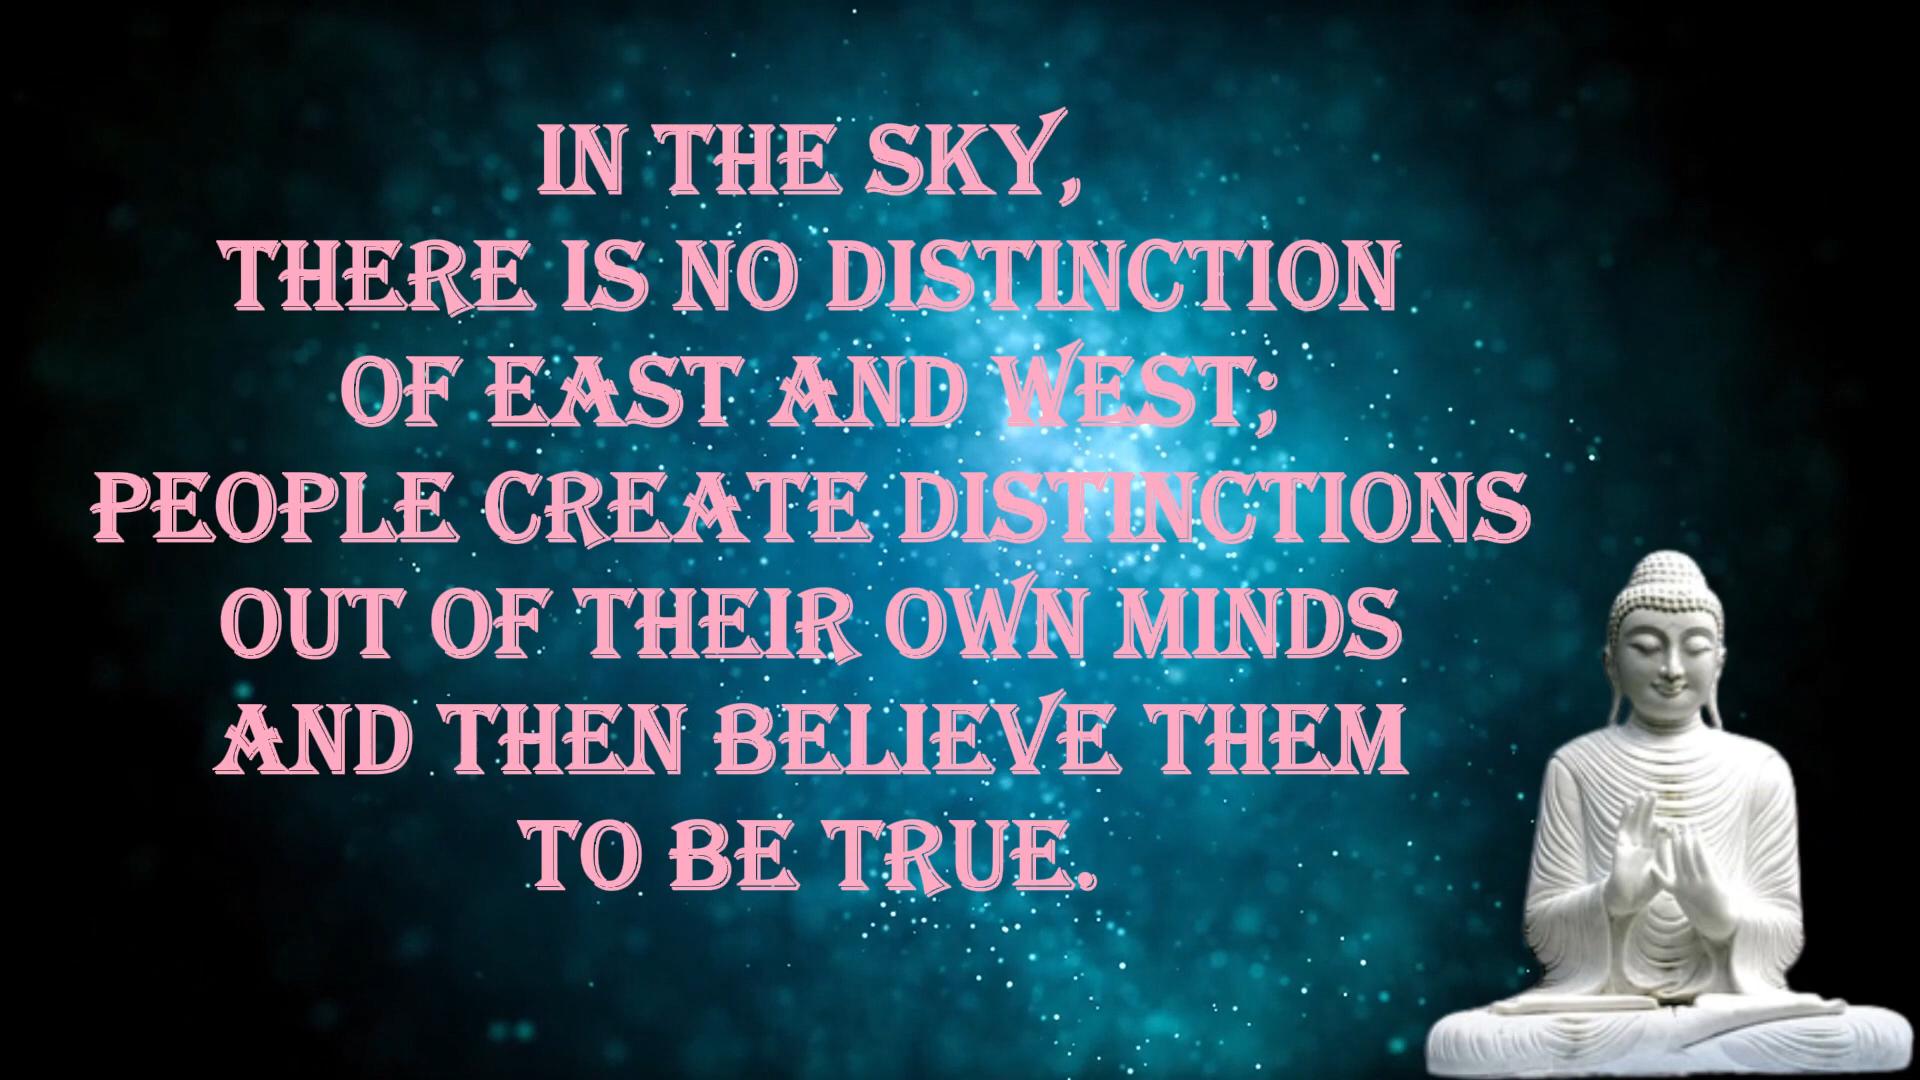 IN THE SKY,
THERE IS NO DISTINCTION
OF EAST AND WEST;
PEOPLE CREATE DISTINCTIONS
OUT OF THEIR OWN MINDS
AND THEN BELIEVE THEM
TO BE TRUE.